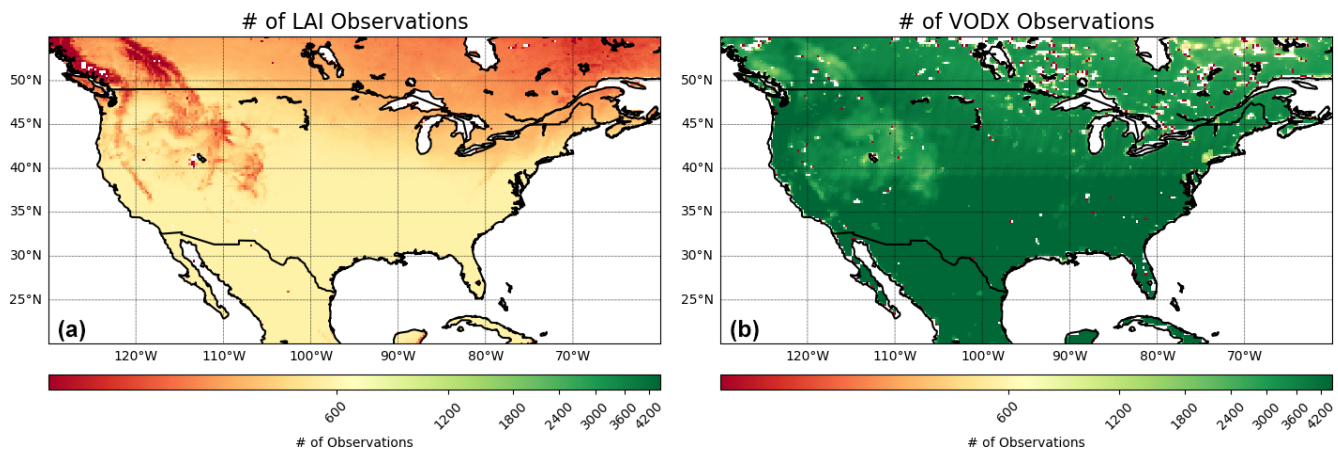 # of LAI Observations
50°N
45°N
40°N
35°N
30°N
25°N
(a)
120°W 110°W 100°W 90°W 80°W 70°W
600 1200 1800 2400 3000 3600 4200
# of Observations
# of VODX Observations
50°N
45°N
40°N
35°N
30°N
25°N
(b)
120°W 110°W 100°W 90°W 80°W 70°W
600 1200 1800 2400 3000 3600 4200
# of Observations